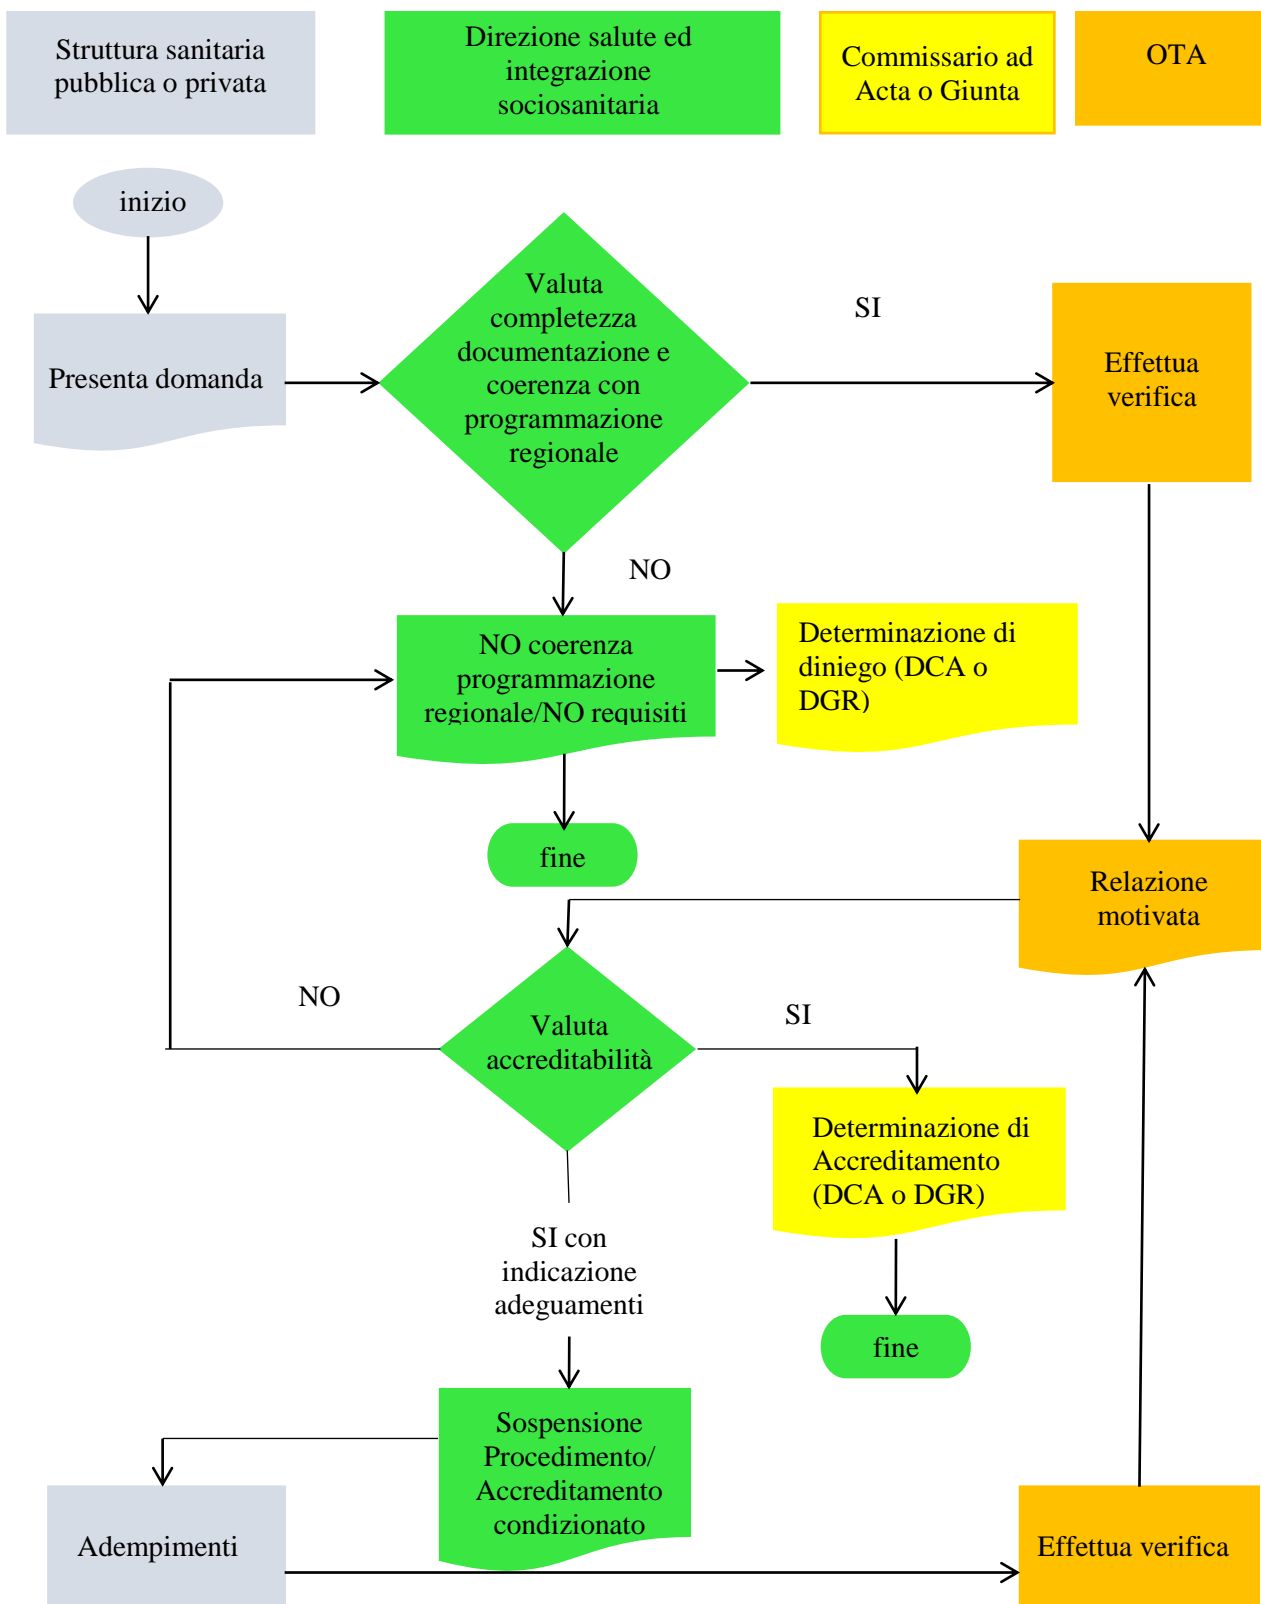 Struttura sanitaria
pubblica o privata
Direzione salute ed
integrazione
sociosanitaria
Commissario ad
Acta o Giunta
OTA
inizio
Presenta domanda
Valuta
completezza
documentazione e
coerenza con
programmazione
regionale
SI
Effettua
verifica
NO
NO coerenza
programmazione
regionale/NO requisiti
Determinazione di
diniego (DCA o
DGR)
fine
Relazione
motivata
NO
Valuta
accreditabilità
SI
Determinazione di
Accreditamento
(DCA o DGR)
SI con
indicazione
adeguamenti
fine
Sospensione
Procedimento/
Accreditamento
condizionato
Adempimenti
Effettua verifica